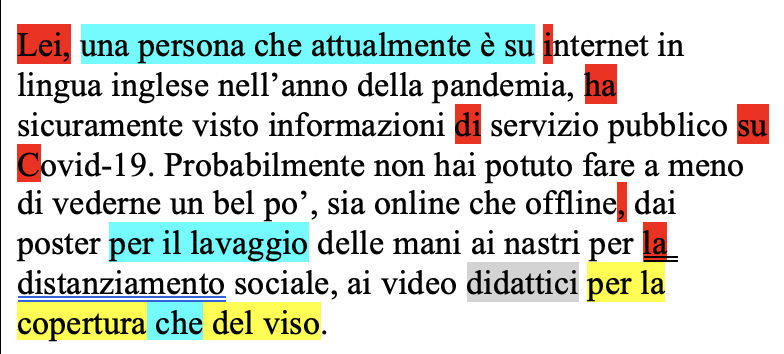 Lei, una persona che attualmente è su internet in
lingua inglese nell’anno della pandemia, ha
sicuramente visto informazioni di servizio pubblico su
Covid-19. Probabilmente non hai potuto fare a meno
di vederne un bel po’, sia online che offline, dai
poster per il lavaggio delle mani ai nastri per la
distanziamento sociale, ai video didattici per la
copertura che del viso.